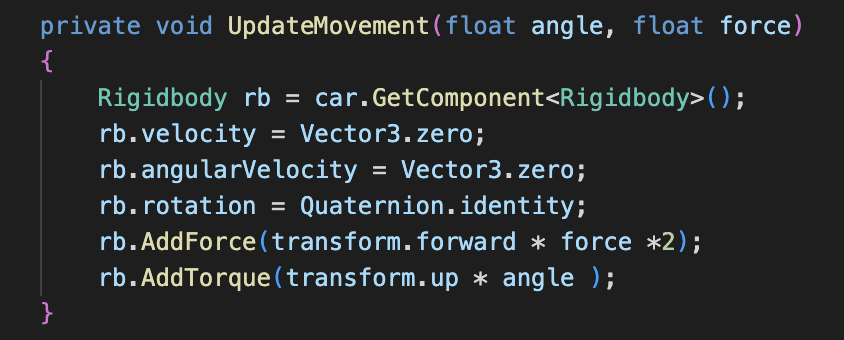 private void UpdateMovement(float angle, float force)
{
    Rigidbody rb = car.GetComponent<Rigidbody>();
    rb.velocity = Vector3.zero;
    rb.angularVelocity = Vector3.zero;
    rb.rotation = Quaternion.identity;
    rb.AddForce(transform.forward * force *2);
    rb.AddTorque(transform.up * angle );
}